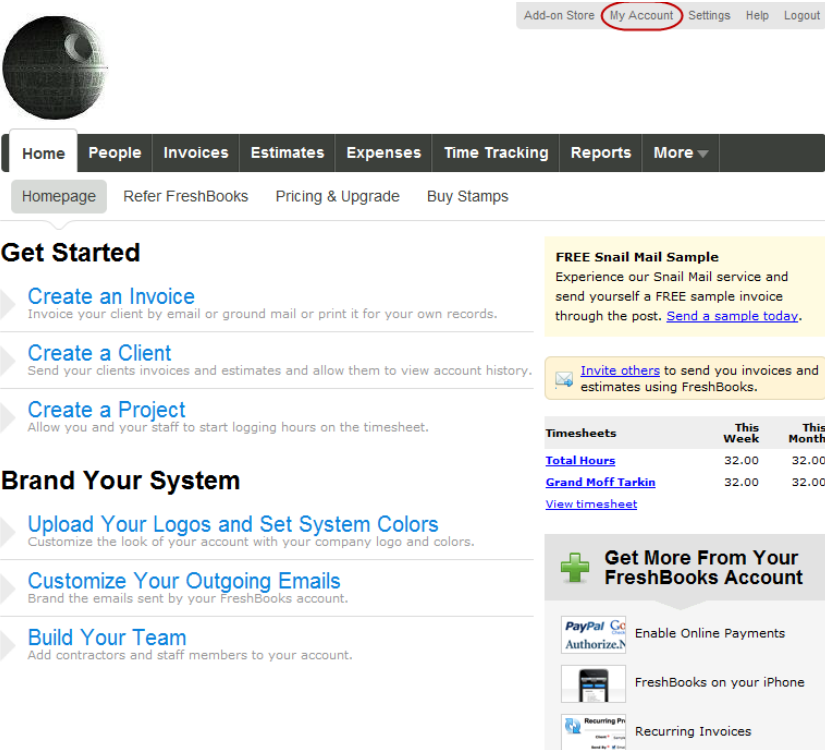 Add-on Store My Account Settings Help Logout
Home People Invoices Estimates Expenses Time Tracking Reports More
Homepage Refer FreshBooks Pricing & Upgrade Buy Stamps
Get Started
Create an Invoice
Invoice your client by email or ground mail or print it for your own records.
Create a Client
Send your clients invoices and estimates and allow them to view account history.
Create a Project
Allow you and your staff to start logging hours on the timesheet.
Brand Your System
Upload Your Logos and Set System Colors
Customize the look of your account with your company logo and colors.
Customize Your Outgoing Emails
Brand the emails sent by your FreshBooks account.
Build Your Team
Add contractors and staff members to your account.
FREE Snail Mail Sample
Experience our Snail Mail service and
send yourself a FREE sample invoice
through the post. Send a sample today.
Invite others to send you invoices and
estimates using FreshBooks.
Timesheets This Week This Month
Total Hours 32.00 32.00
Grand Moff Tarkin 32.00 32.00
View timesheet
Get More From Your
FreshBooks Account
PayPal Go
Authorize.N
Enable Online Payments
FreshBooks on your iPhone
Recurring Pr
Recurring Invoices